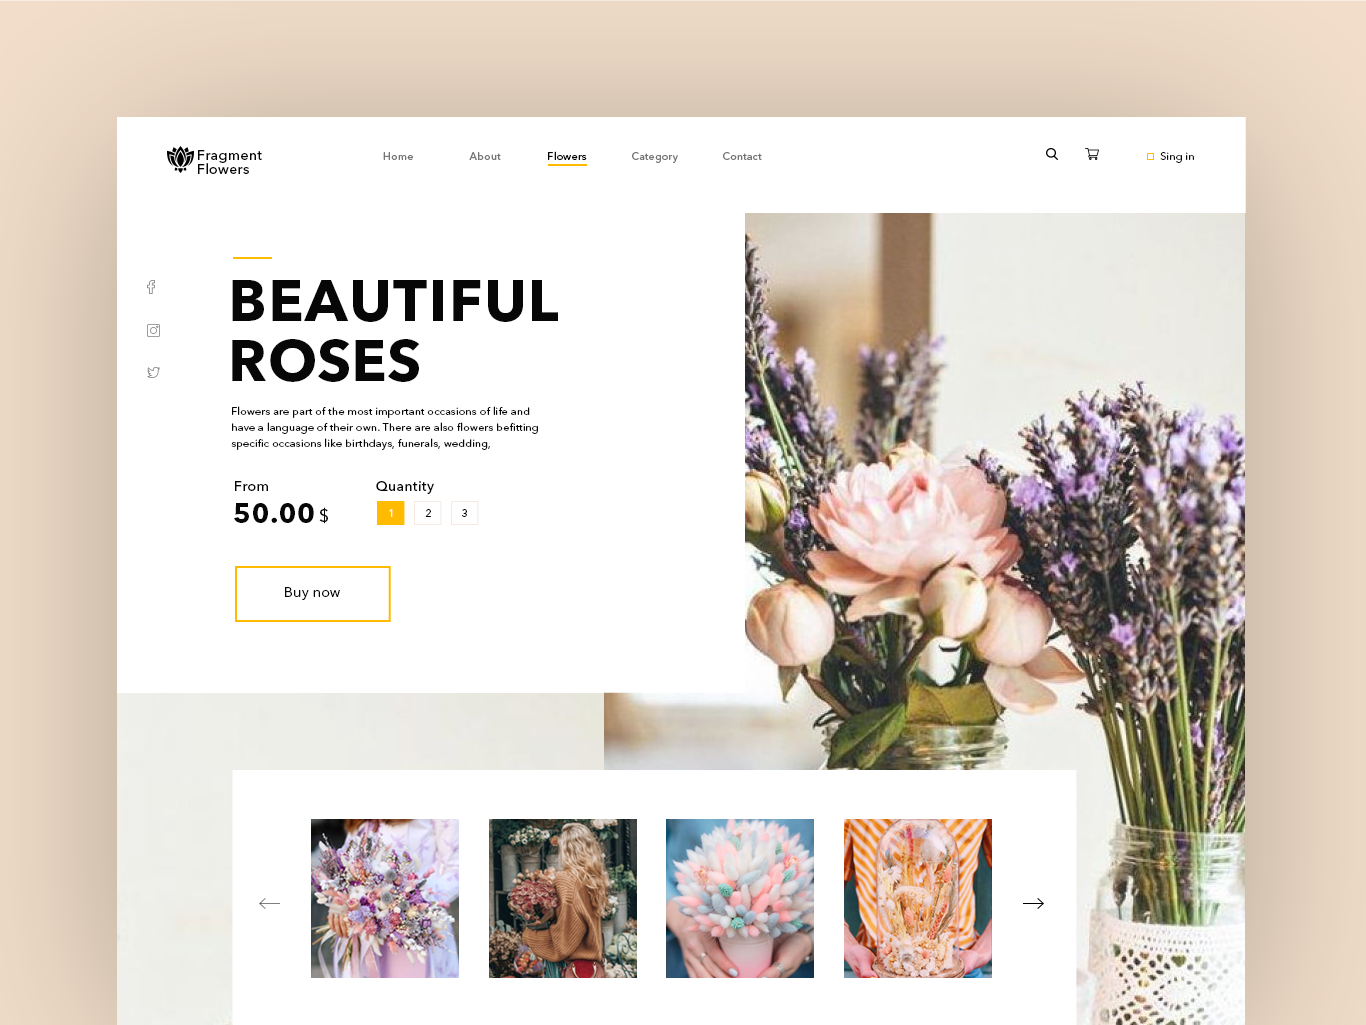 Fragment
Flowers
Home
About
Flowers
Category
Contact
Sing in
BEAUTIFUL
ROSES
Flowers are part of the most important occasions of life and
have a language of their own. There are also flowers befitting
specific occasions like birthdays, funerals, wedding,
From
Quantity
50.00 $
1
2
3
Buy now